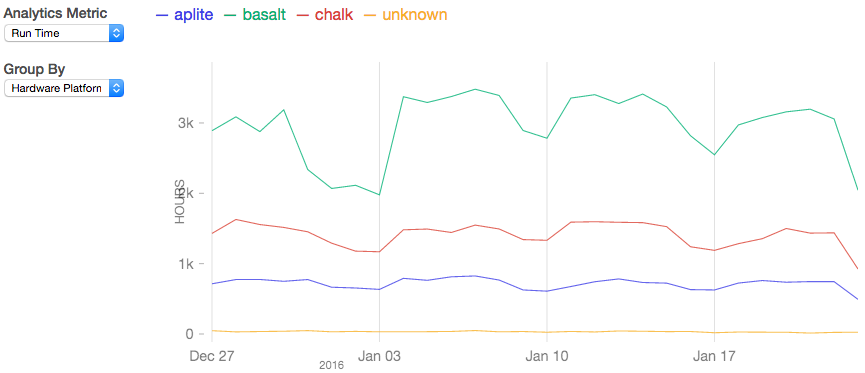 Analytics Metric
Run Time
Group By
Hardware Platform
— aplite — basalt — chalk — unknown
HOURS
3k
2k
1k
0
Dec 27
Jan 03
Jan 10
Jan 17
2016